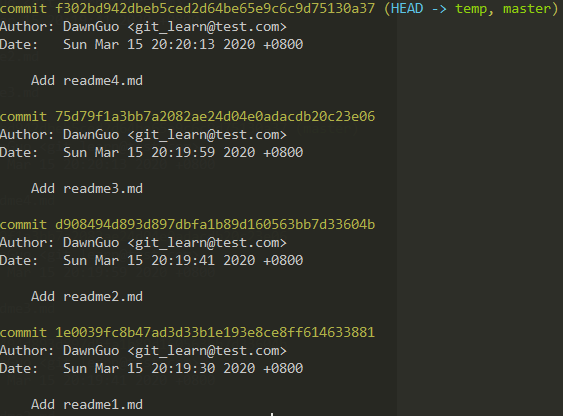 commit f302bd942dbeb5ced2d64be65e9c6c9d75130a37 (HEAD -> temp, master)
Author: DawnGuo <git_learn@test.com>
Date:   Sun Mar 15 20:20:13 2020 +0800
Add readme4.md
commit 75d79f1a3bb7a2082ae24d04e0adacdb20c23e06
Author: DawnGuo <git_learn@test.com>
Date:   Sun Mar 15 20:19:59 2020 +0800
Add readme3.md
commit d908494d893d897dbfa1b89d160563bb7d33604b
Author: DawnGuo <git_learn@test.com>
Date:   Sun Mar 15 20:19:41 2020 +0800
Add readme2.md
commit 1e0039fc8b47ad3d33b1e193e8ce8ff614633881
Author: DawnGuo <git_learn@test.com>
Date:   Sun Mar 15 20:19:30 2020 +0800
Add readme1.md